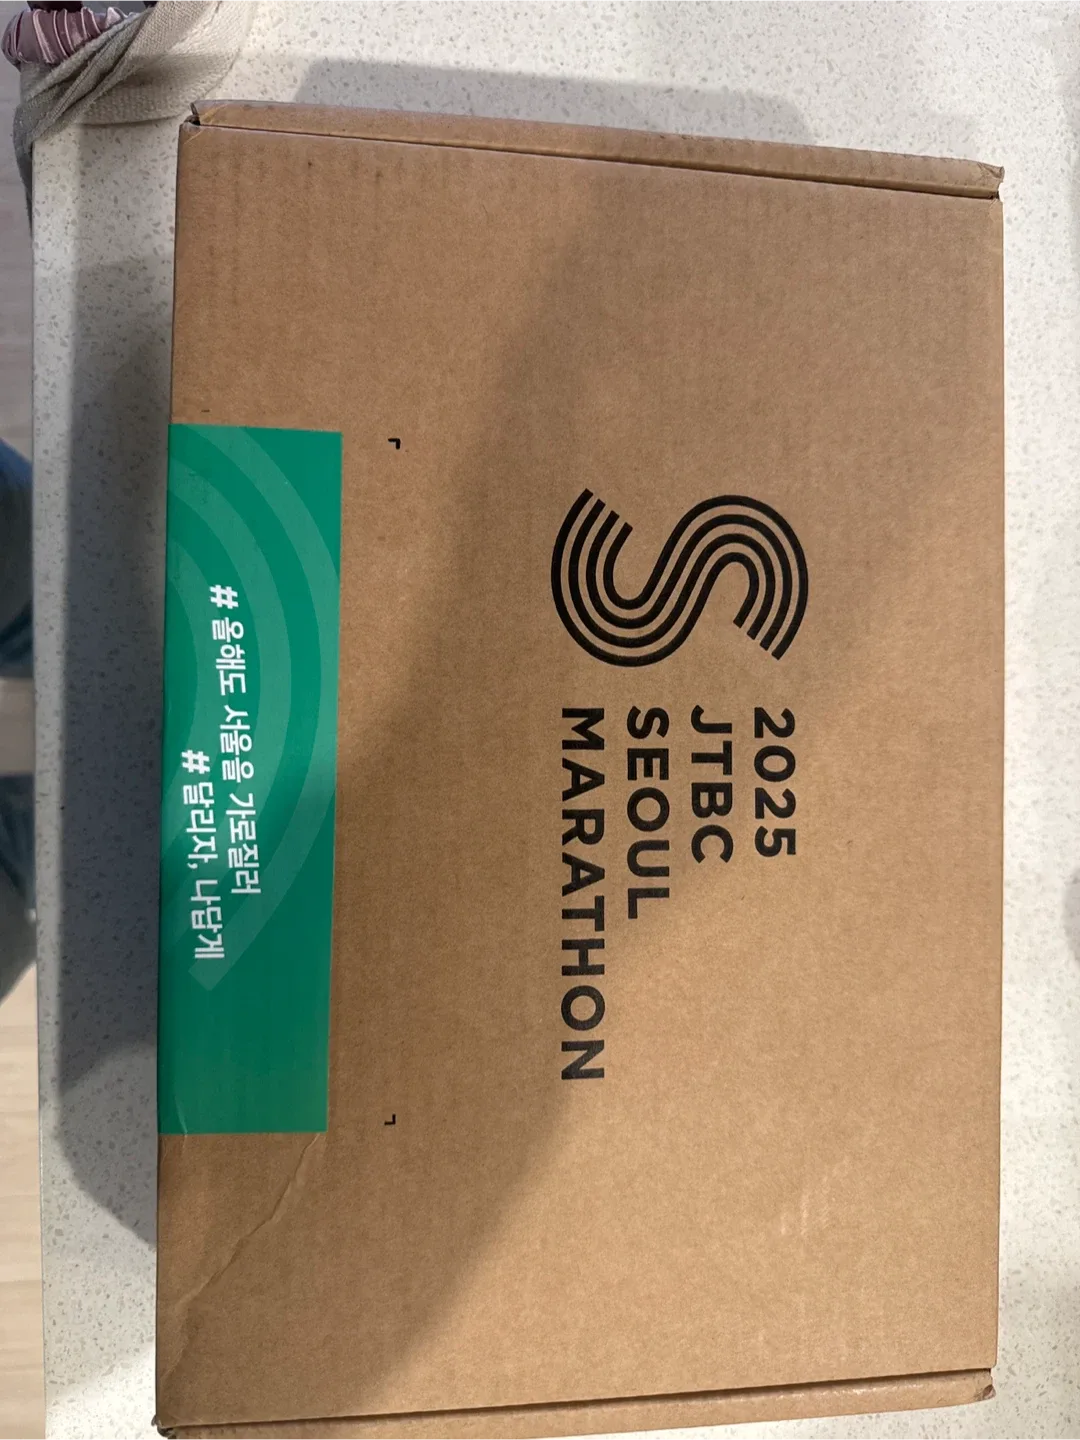 2025
JTBC
SEOUL
MARATHON
# 올해도 서울을 가로질러
# 달리자, 나답게